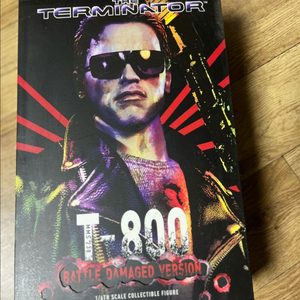 THE
TERMINATOR
T-800
BATTLE DAMAGED VERSION
1/6TH SCALE COLLECTIBLE FIGURE